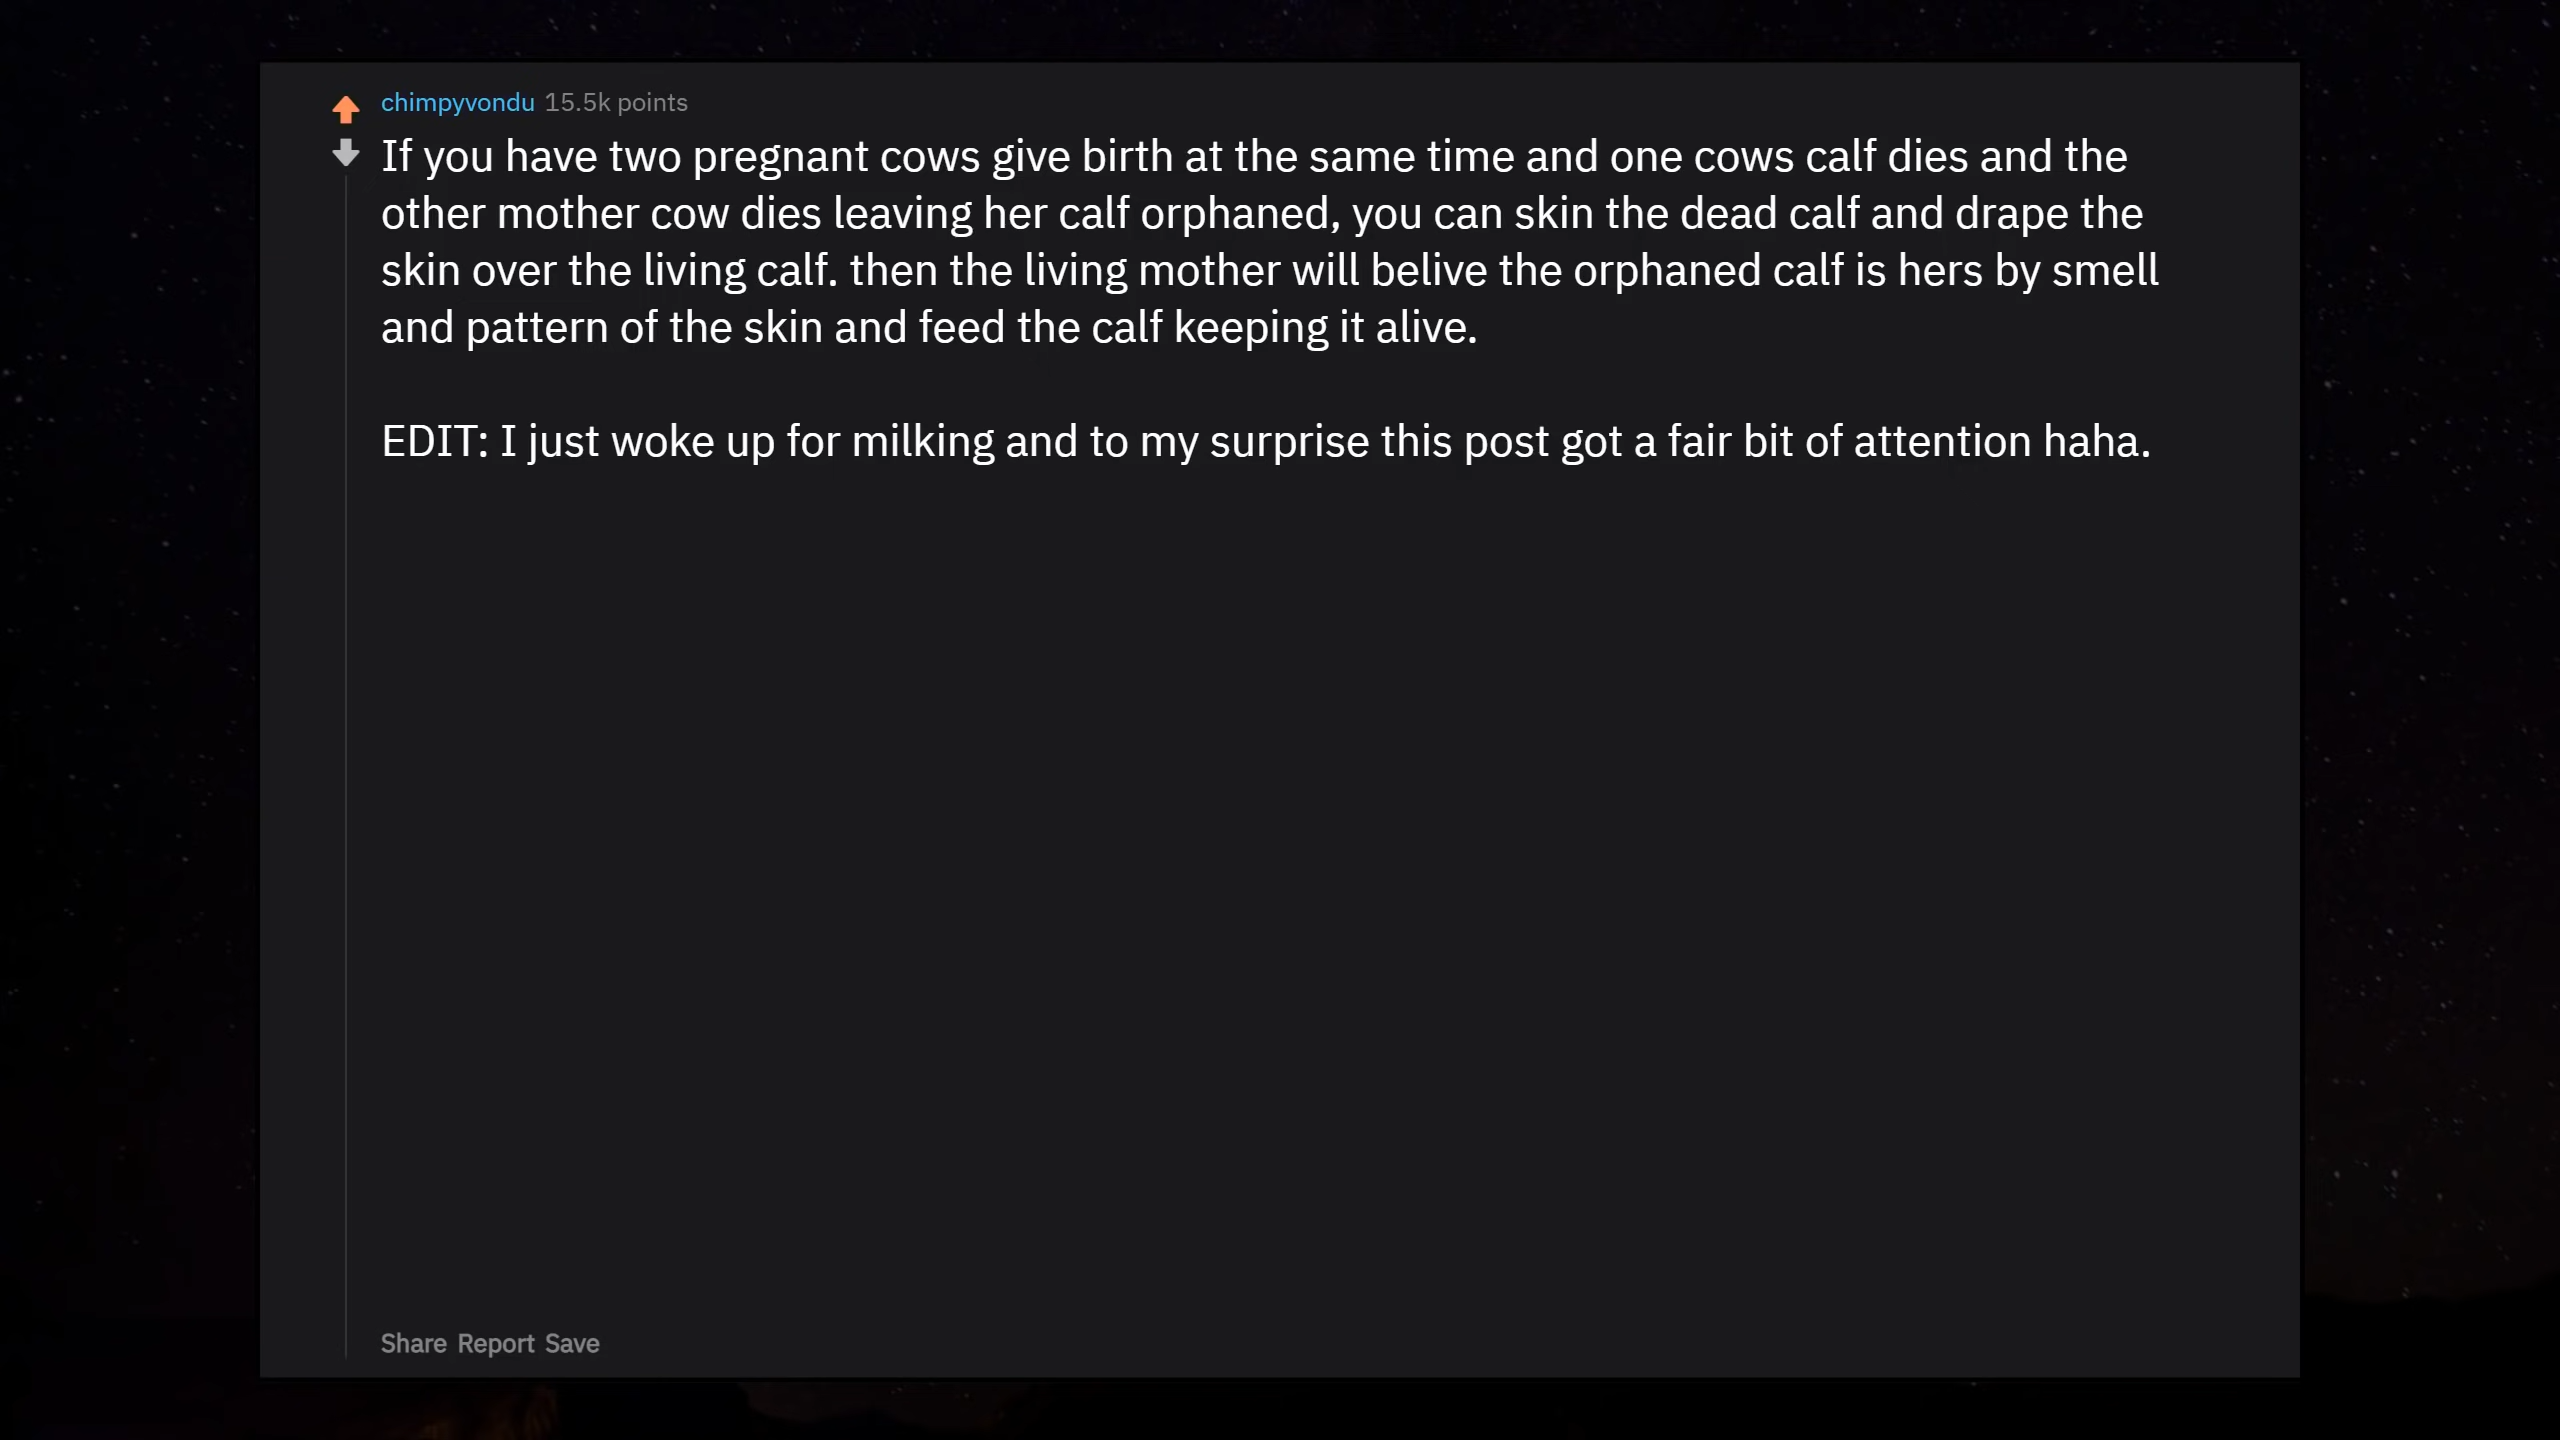 chimpyvondu 15.5k points
If you have two pregnant cows give birth at the same time and one cows calf dies and the
other mother cow dies leaving her calf orphaned, you can skin the dead calf and drape the
skin over the living calf. then the living mother will belive the orphaned calf is hers by smell
and pattern of the skin and feed the calf keeping it alive.
EDIT: I just woke up for milking and to my surprise this post got a fair bit of attention haha.
Share Report Save